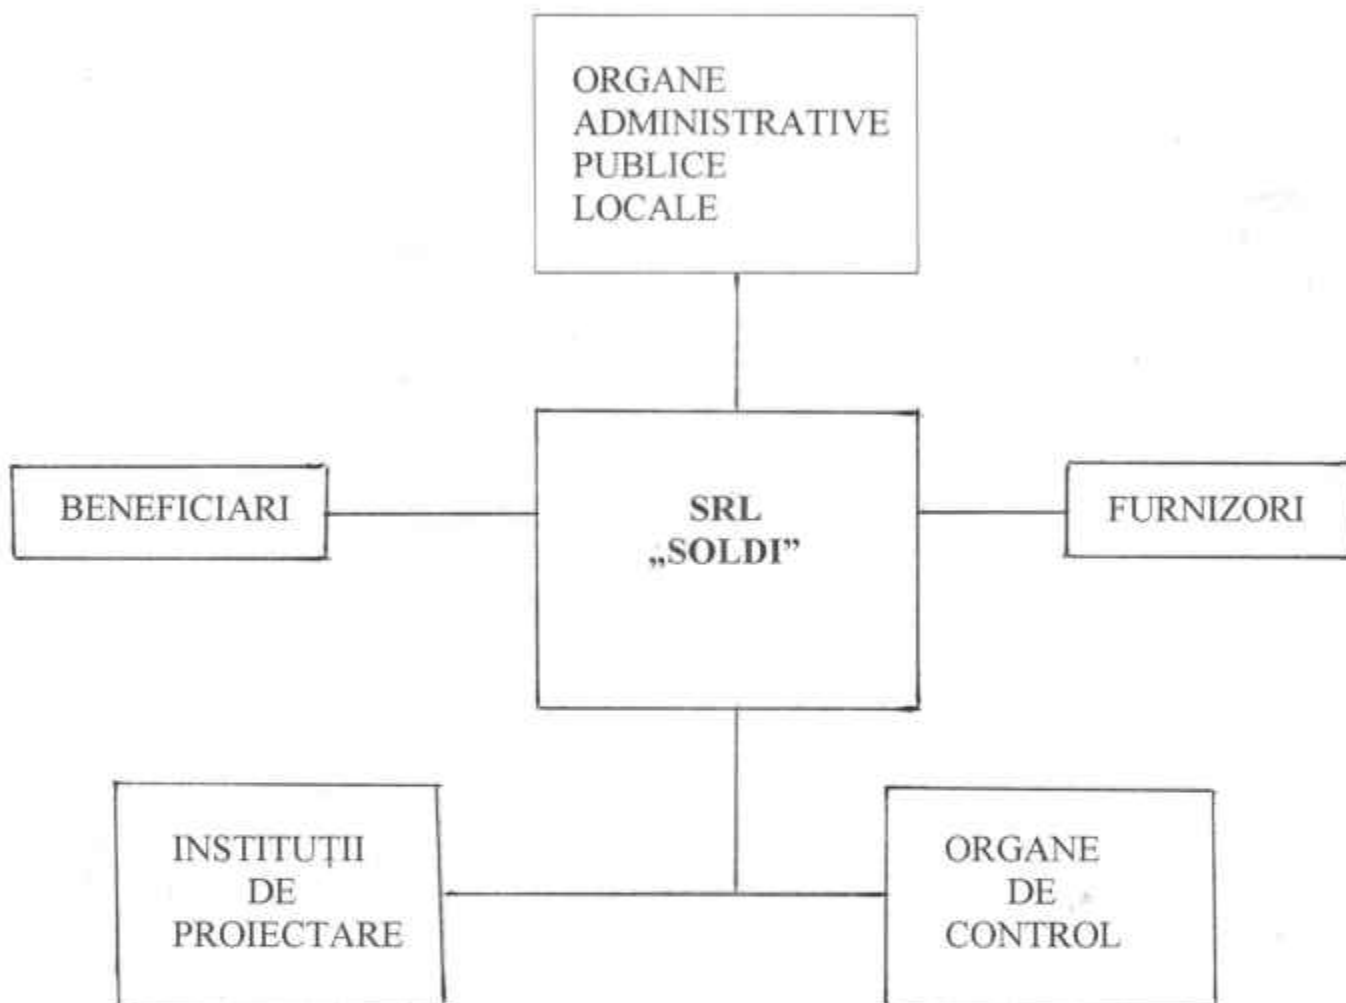 ORGANE
ADMINISTRATIVE
PUBLICE
LOCALE
BENEFICIARI
SRL
„SOLDI”
FURNIZORI
INSTITUȚII
DE
PROIECTARE
ORGANE
DE
CONTROL